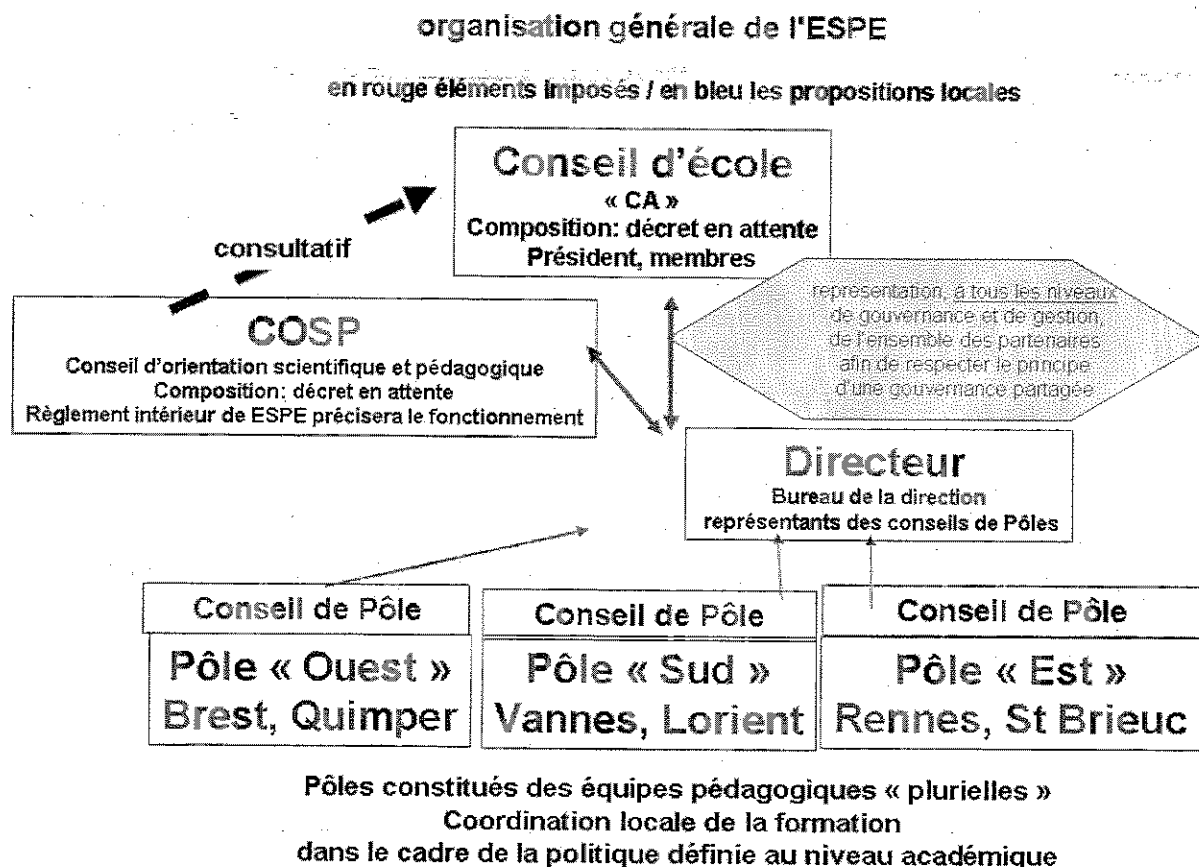 organisation générale de l'ESPE
en rouge éléments imposés / en bleu les propositions locales
Conseil d'école
« CA »
Composition: décret en attente
Président, membres
consultatif
représentation, à tous les niveaux
de gouvernance et de gestion,
de l'ensemble des partenaires
afin de respecter le principe
d'une gouvernance partagée
COSP
Conseil d'orientation scientifique et pédagogique
Composition: décret en attente
Règlement intérieur de ESPE précisera le fonctionnement
Directeur
Bureau de la direction
représentants des conseils de Pôles
Conseil de Pôle
Pôle « Ouest »
Brest, Quimper
Conseil de Pôle
Pôle « Sud »
Vannes, Lorient
Conseil de Pôle
Pôle « Est »
Rennes, St Brieuc
Pôles constitués des équipes pédagogiques « plurielles »
Coordination locale de la formation
dans le cadre de la politique définie au niveau académique